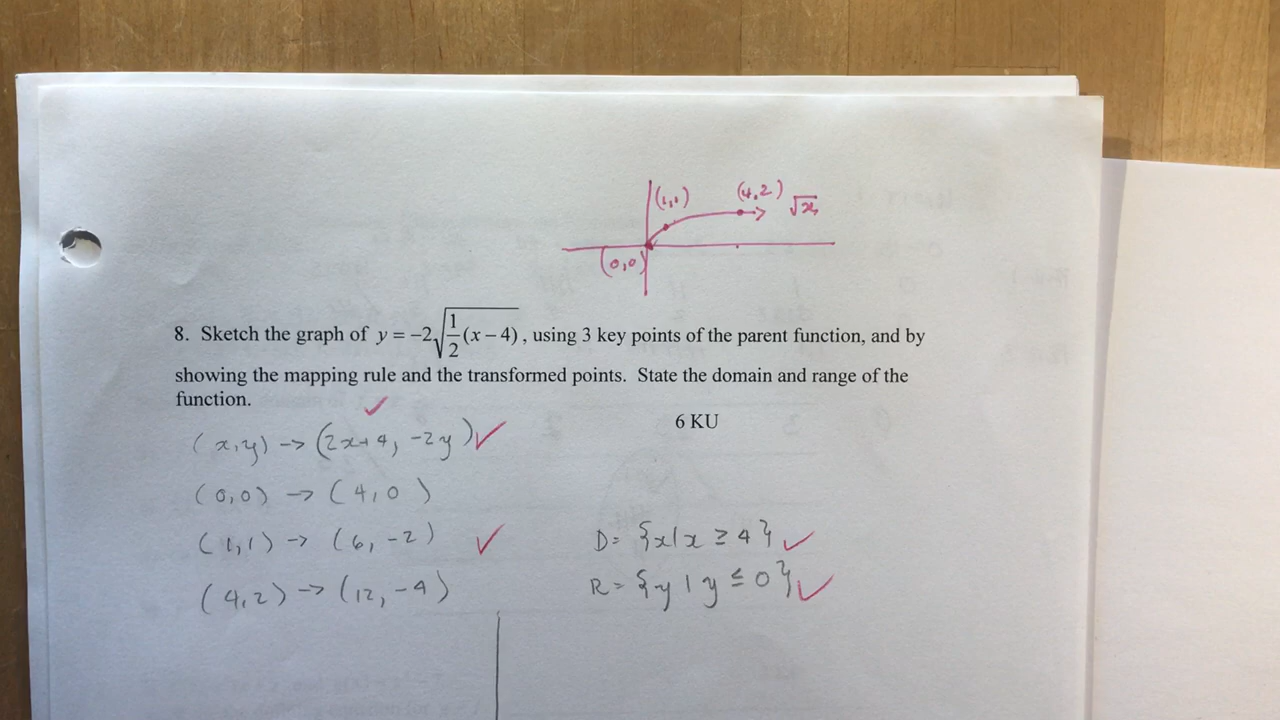 (1,1) (4,2) √x
(0,0)
8. Sketch the graph of y = −2√(1/2(x − 4)), using 3 key points of the parent function, and by
showing the mapping rule and the transformed points. State the domain and range of the
function.
6 KU
(x,y) -> (2x+4, -2y) ✓
(0,0) -> (4,0)
(1,1) -> (6,-2) ✓ D= {x|x ≥ 4} ✓
(4,2) -> (12,-4) R= {y|y ≤ 0} ✓